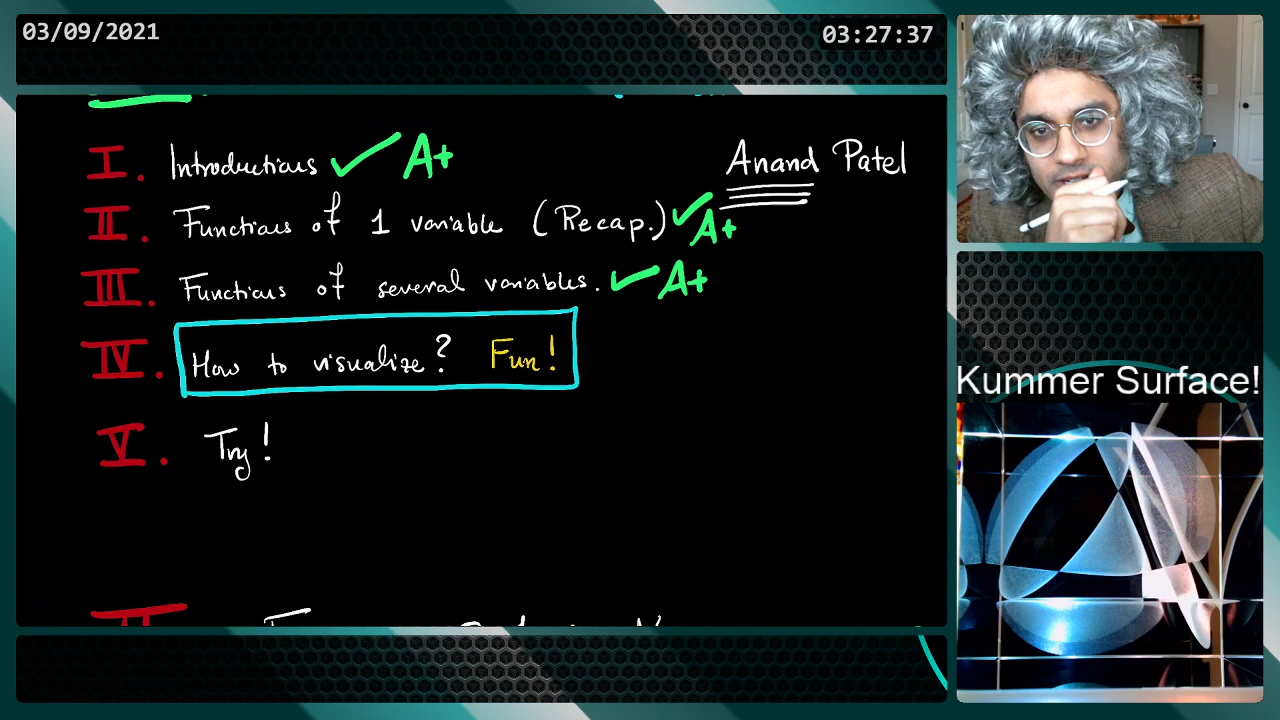 03/09/2021
03:27:37
I. Introductions ✓ A+
Anand Patel
II. Functions of 1 variable (Recap.) ✓ A+
III. Functions of several variables. ✓ A+
IV. How to visualize? Fun!
V. Try!
Kummer Surface!